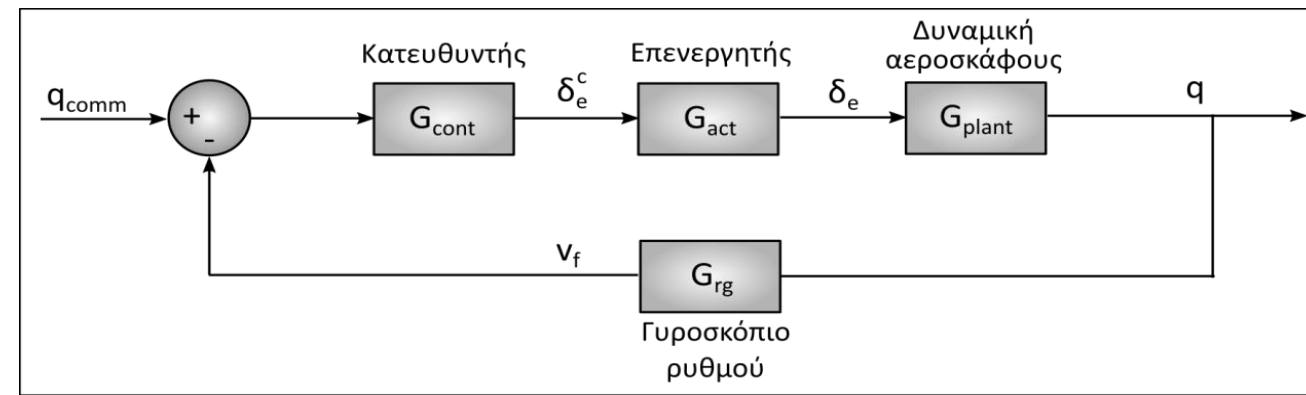 Κατευθυντής
Επενεργητής
Δυναμική
αεροσκάφους
q_comm
+
-
G_cont
δ_e^c
G_act
δ_e
G_plant
q
v_f
G_rg
Γυροσκόπιο
ρυθμού